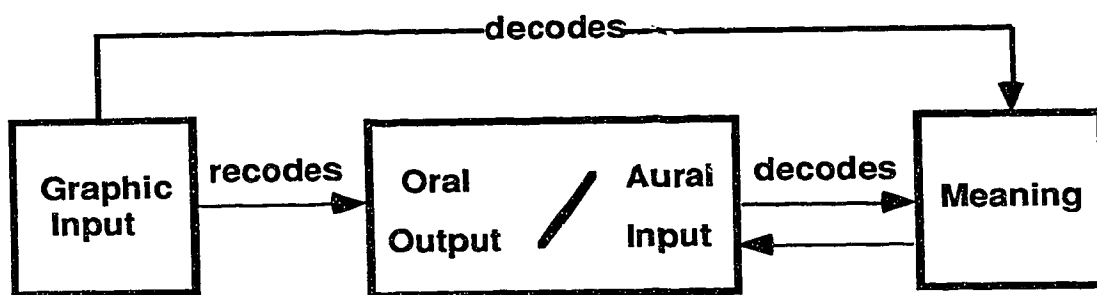 decodes
Graphic
Input
recodes
Oral
Output
/
Aural
Input
decodes
Meaning